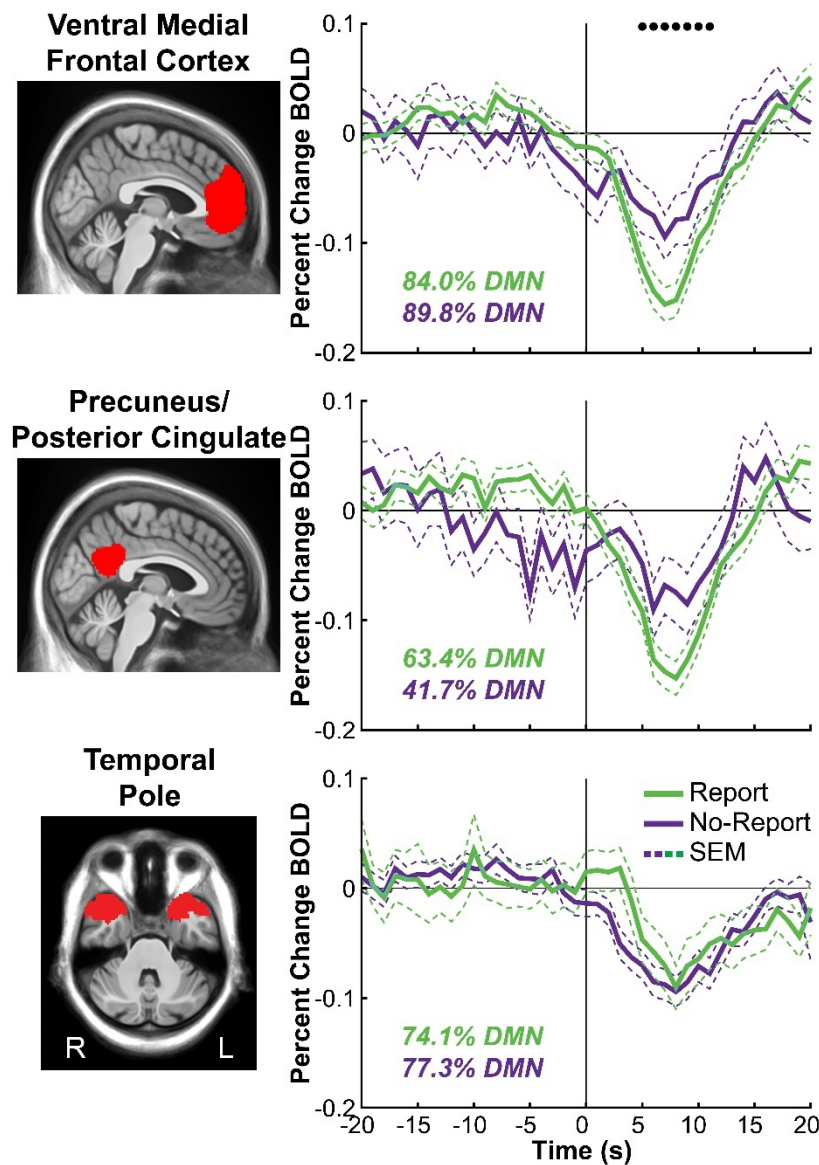 Ventral Medial
Frontal Cortex
Percent Change BOLD
0.1
0
-0.1
-0.2
84.0% DMN
89.8% DMN
Precuneus/
Posterior Cingulate
Percent Change BOLD
0.1
0
-0.1
-0.2
63.4% DMN
41.7% DMN
Temporal
Pole
R L
Percent Change BOLD
0.1
0
-0.1
-0.2
Report
No-Report
SEM
74.1% DMN
77.3% DMN
-20 -15 -10 -5 0 5 10 15 20
Time (s)